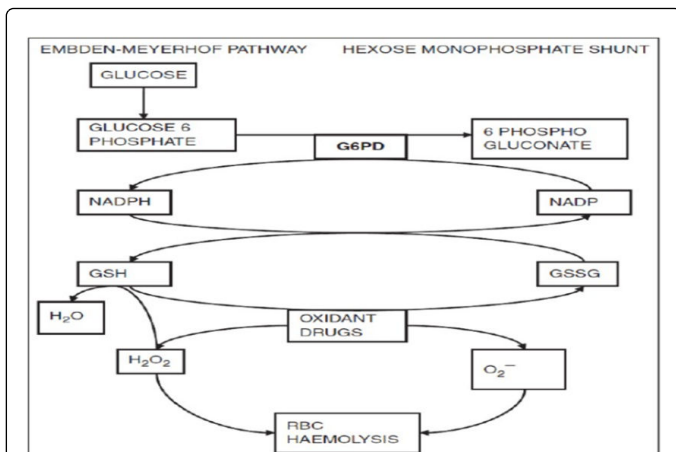 EMBDEN-MEYERHOF PATHWAY HEXOSE MONOPHOSPHATE SHUNT
GLUCOSE
GLUCOSE 6
PHOSPHATE
G6PD
6 PHOSPHO
GLUCONATE
NADPH
NADP
GSH
GSSG
H₂O
H₂O₂
OXIDANT
DRUGS
O₂⁻
RBC
HAEMOLYSIS